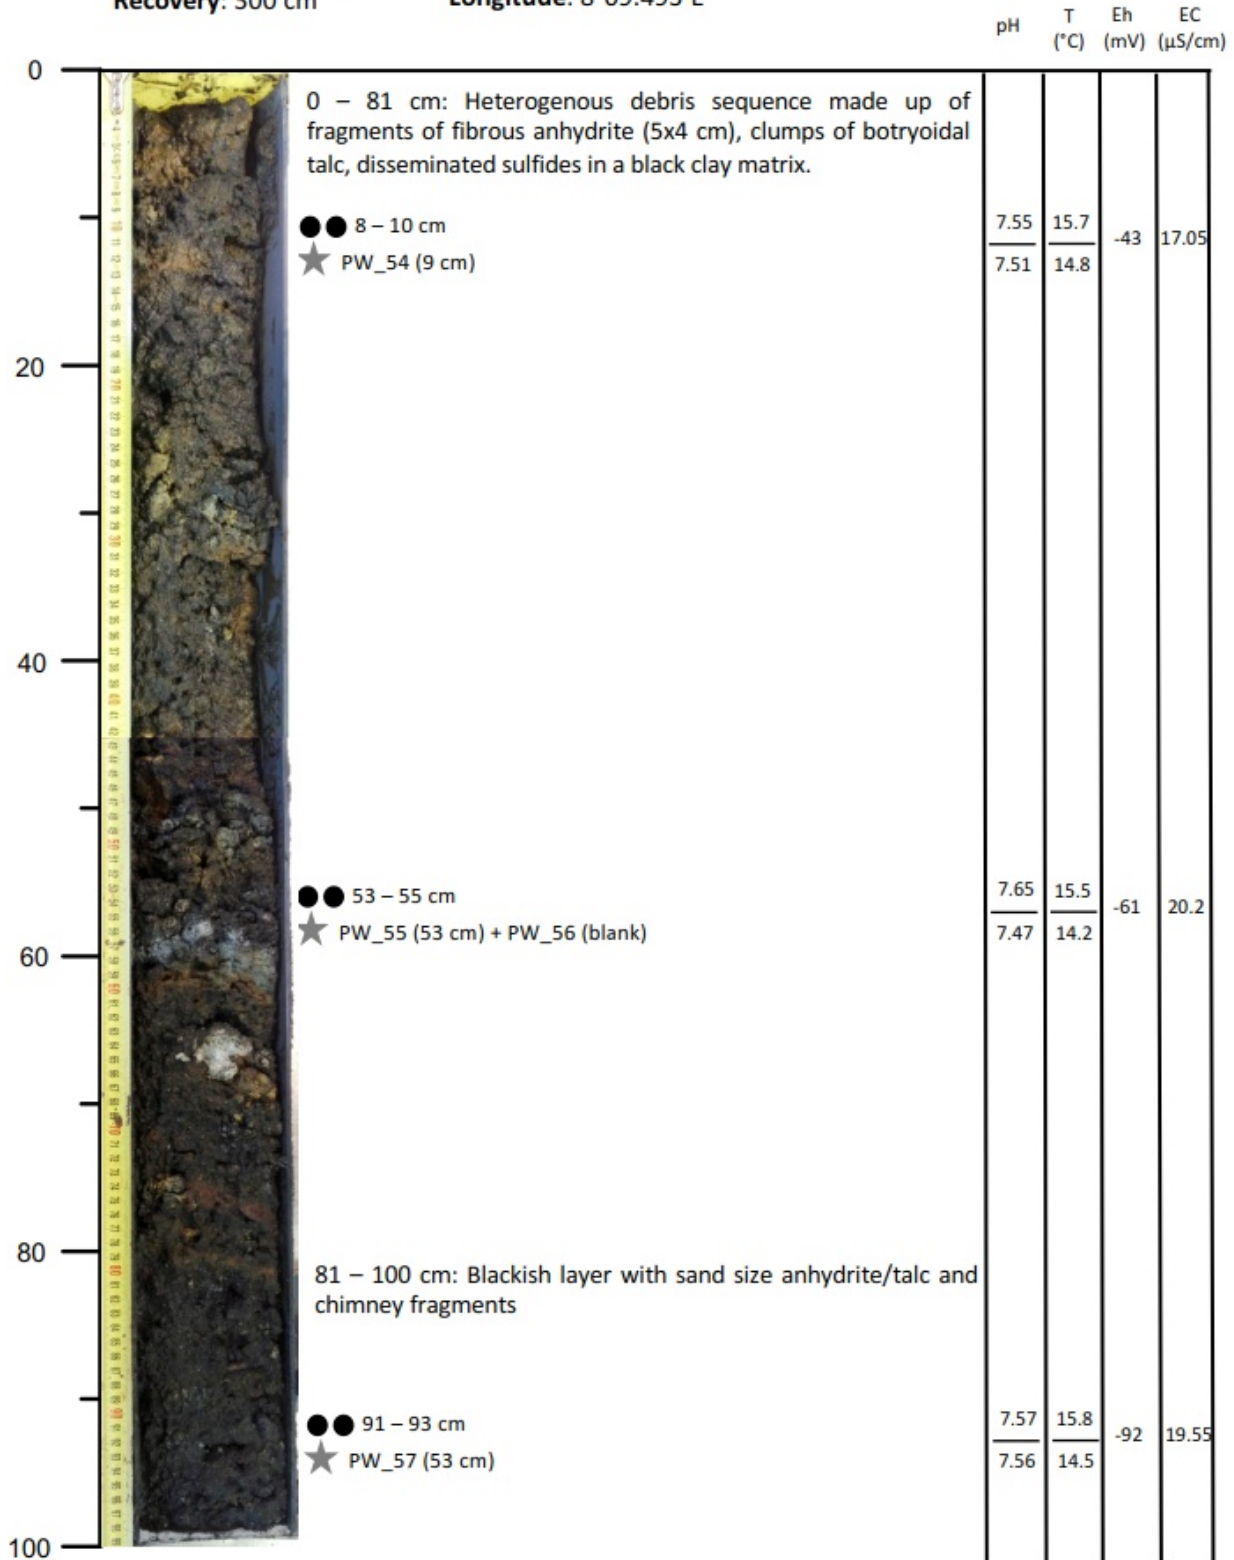 Recovery: 300 cm
Longitude: 8°09.495'E
pH
T
(°C)
Eh
(mV)
EC
(µS/cm)
0
0 – 81 cm: Heterogenous debris sequence made up of
fragments of fibrous anhydrite (5x4 cm), clumps of botryoidal
talc, disseminated sulfides in a black clay matrix.
8 – 10 cm
PW_54 (9 cm)
7.55
7.51
15.7
14.8
-43
17.05
20
40
53 – 55 cm
PW_55 (53 cm) + PW_56 (blank)
7.65
7.47
15.5
14.2
-61
20.2
60
80
81 – 100 cm: Blackish layer with sand size anhydrite/talc and
chimney fragments
91 – 93 cm
PW_57 (53 cm)
7.57
7.56
15.8
14.5
-92
19.55
100